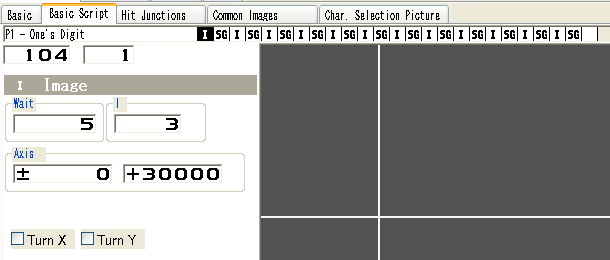 Basic Basic Script Hit Junctions Common Images Char. Selection Picture
P1 - One's Digit I SG I SG I SG I SG I SG I SG I SG I SG I SG I SG I SG I SG
104 1
I Image
Wait I
5 3
Axis
± 0 +30000
Turn X Turn Y